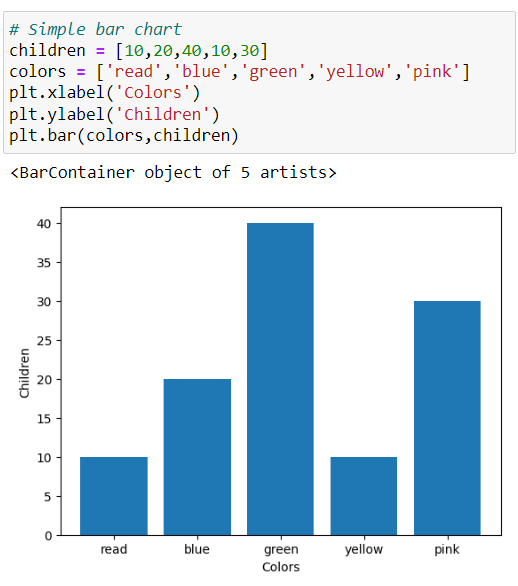 # Simple bar chart
children = [10,20,40,10,30]
colors = ['read','blue','green','yellow','pink']
plt.xlabel('Colors')
plt.ylabel('Children')
plt.bar(colors,children)
<BarContainer object of 5 artists>
40
35
30
25
20
15
10
5
0
Children
read blue green yellow pink
Colors